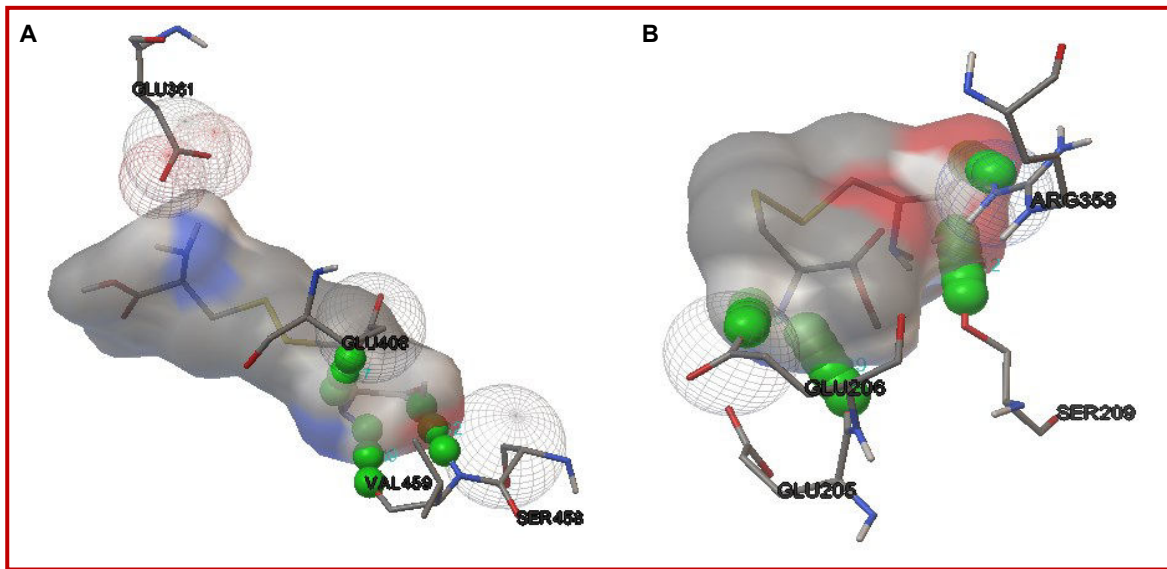 A
B
GLU361
GLU406
VAL459
SER458
ARG358
GLU206
SER209
GLU205